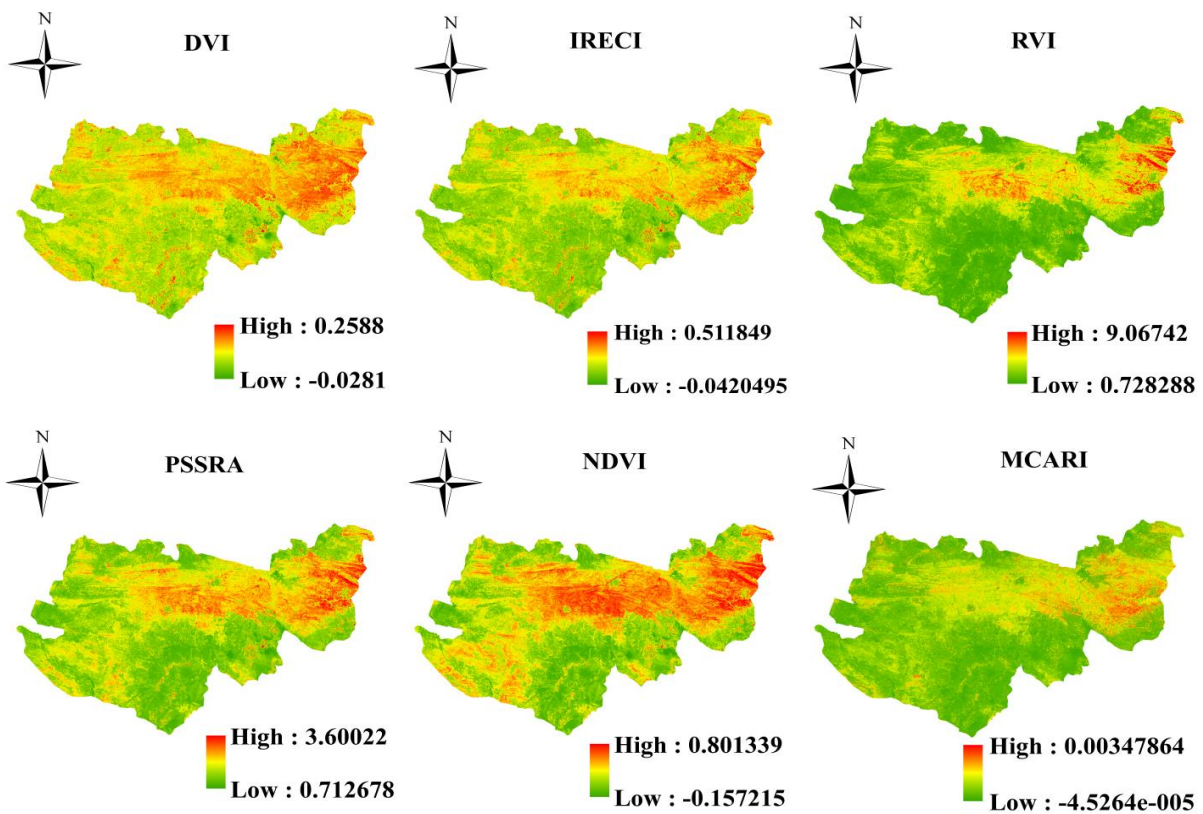 N
DVI
High : 0.2588
Low : -0.0281
N
IRECI
High : 0.511849
Low : -0.0420495
N
RVI
High : 9.06742
Low : 0.728288
N
PSSRA
High : 3.60022
Low : 0.712678
N
NDVI
High : 0.801339
Low : -0.157215
N
MCARI
High : 0.00347864
Low : -4.5264e-005